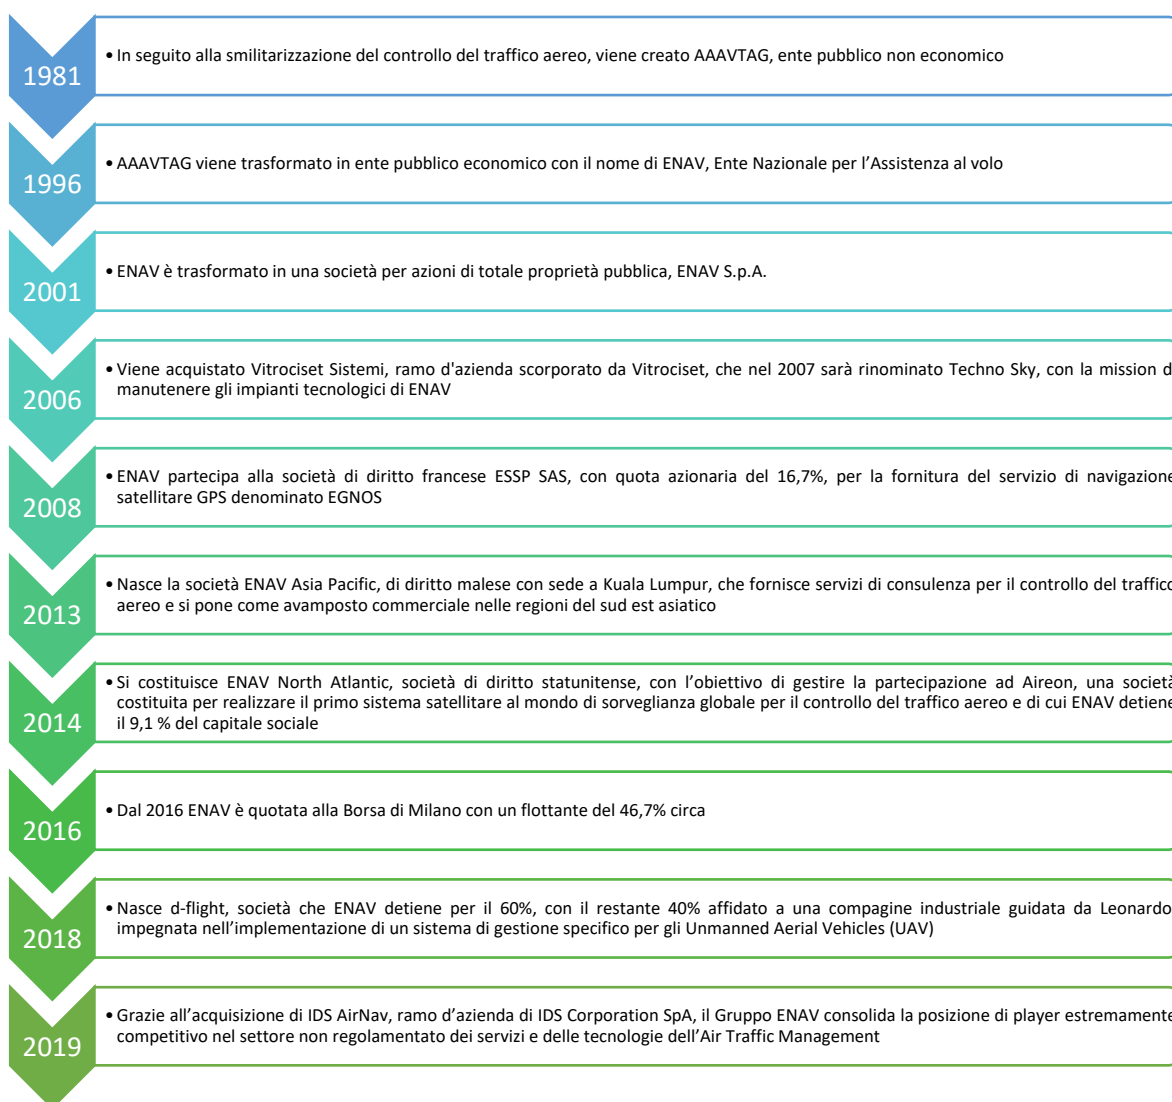 1981
• In seguito alla smilitarizzazione del controllo del traffico aereo, viene creato AAAVTAG, ente pubblico non economico
1996
• AAAVTAG viene trasformato in ente pubblico economico con il nome di ENAV, Ente Nazionale per l’Assistenza al volo
2001
• ENAV è trasformato in una società per azioni di totale proprietà pubblica, ENAV S.p.A.
2006
• Viene acquistato Vitrociset Sistemi, ramo d'azienda scorporato da Vitrociset, che nel 2007 sarà rinominato Techno Sky, con la mission d
manutenere gli impianti tecnologici di ENAV
2008
• ENAV partecipa alla società di diritto francese ESSP SAS, con quota azionaria del 16,7%, per la fornitura del servizio di navigazione
satellitare GPS denominato EGNOS
2013
• Nasce la società ENAV Asia Pacific, di diritto malese con sede a Kuala Lumpur, che fornisce servizi di consulenza per il controllo del traffico
aereo e si pone come avamposto commerciale nelle regioni del sud est asiatico
2014
• Si costituisce ENAV North Atlantic, società di diritto statunitense, con l’obiettivo di gestire la partecipazione ad Aireon, una società
costituita per realizzare il primo sistema satellitare al mondo di sorveglianza globale per il controllo del traffico aereo e di cui ENAV detiene
il 9,1 % del capitale sociale
2016
• Dal 2016 ENAV è quotata alla Borsa di Milano con un flottante del 46,7% circa
2018
• Nasce d-flight, società che ENAV detiene per il 60%, con il restante 40% affidato a una compagine industriale guidata da Leonardo
impegnata nell’implementazione di un sistema di gestione specifico per gli Unmanned Aerial Vehicles (UAV)
2019
• Grazie all’acquisizione di IDS AirNav, ramo d’azienda di IDS Corporation SpA, il Gruppo ENAV consolida la posizione di player estremamente
competitivo nel settore non regolamentato dei servizi e delle tecnologie dell’Air Traffic Management